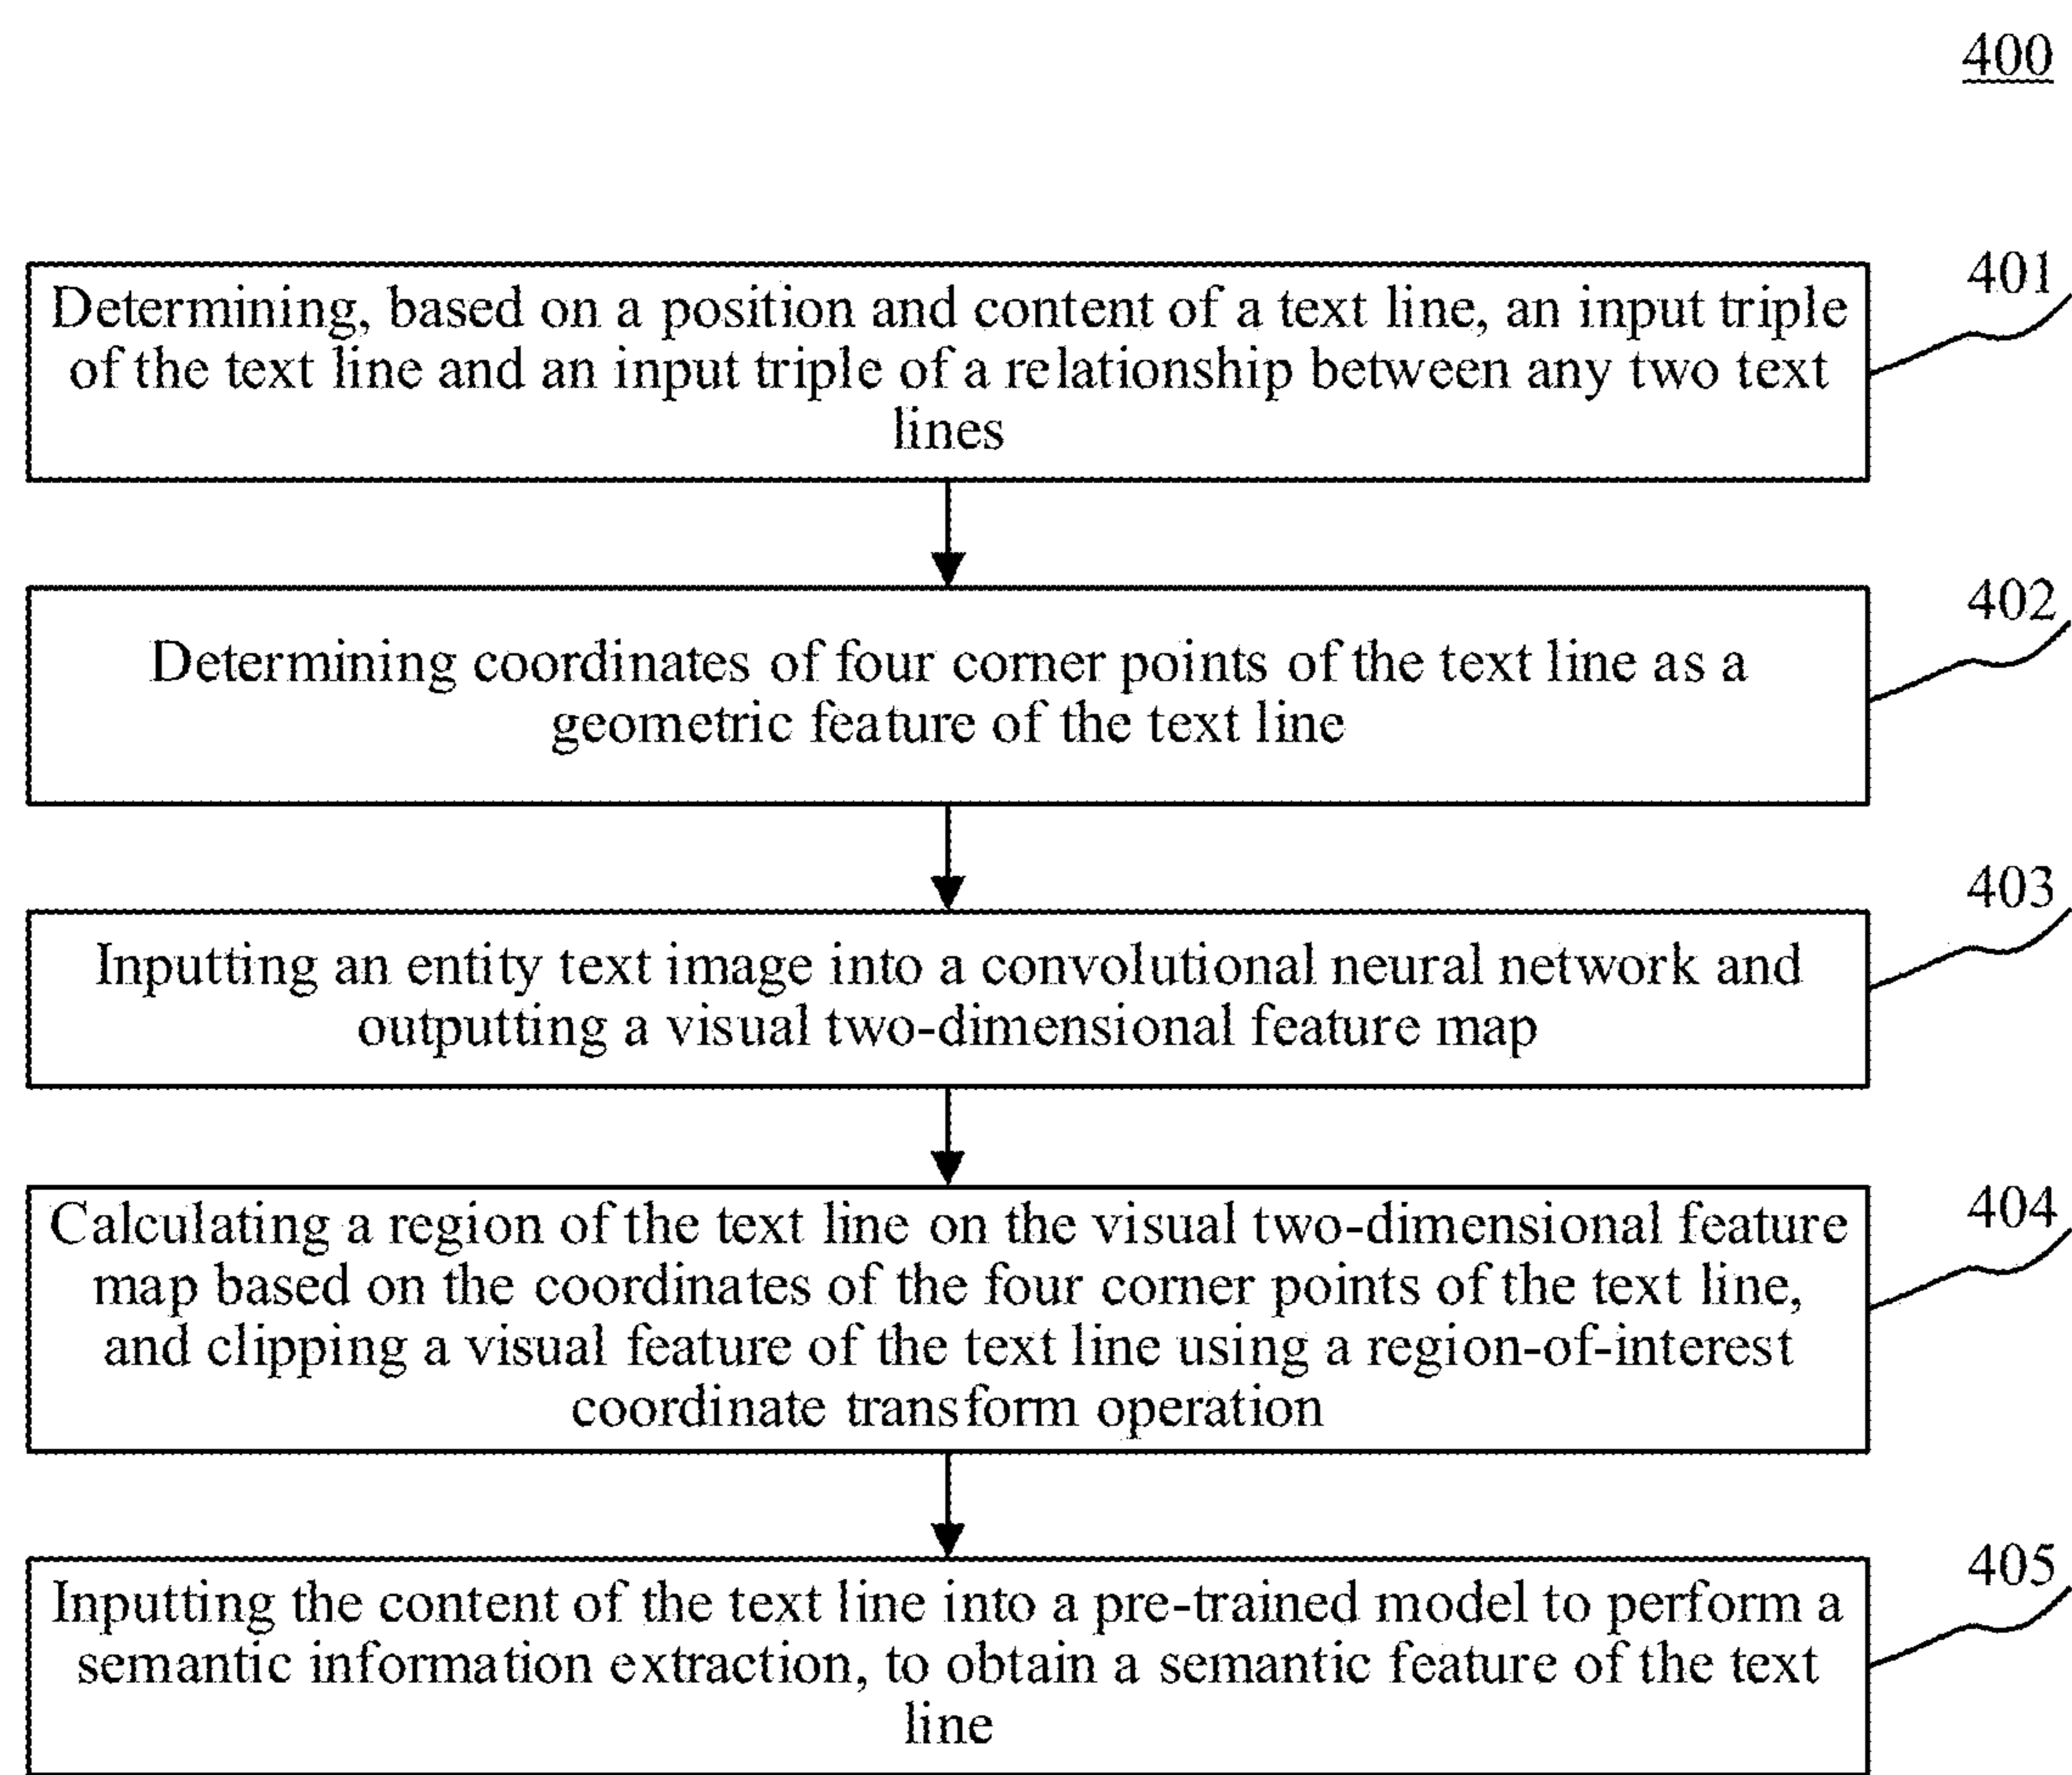 400
401
Determining, based on a position and content of a text line, an input triple
of the text line and an input triple of a relationship between any two text
lines
402
Determining coordinates of four corner points of the text line as a
geometric feature of the text line
403
Inputting an entity text image into a convolutional neural network and
outputting a visual two-dimensional feature map
404
Calculating a region of the text line on the visual two-dimensional feature
map based on the coordinates of the four corner points of the text line,
and clipping a visual feature of the text line using a region-of-interest
coordinate transform operation
405
Inputting the content of the text line into a pre-trained model to perform a
semantic information extraction, to obtain a semantic feature of the text
line